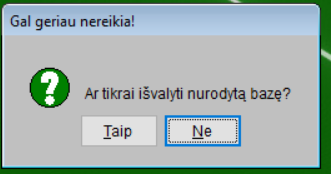 Gal geriau nereikia!
Ar tikrai išvalyti nurodytą bazę?
Taip
Ne